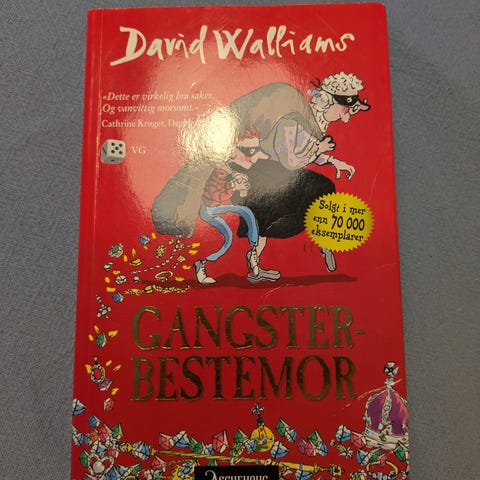 David Walliams
«Dette er virkelig bra saker.
Og vanvittig morsomt.»
Cathrine Krøger,
VG
Solgt i mer
enn 70 000
eksemplarer
GANGSTER-
BESTEMOR